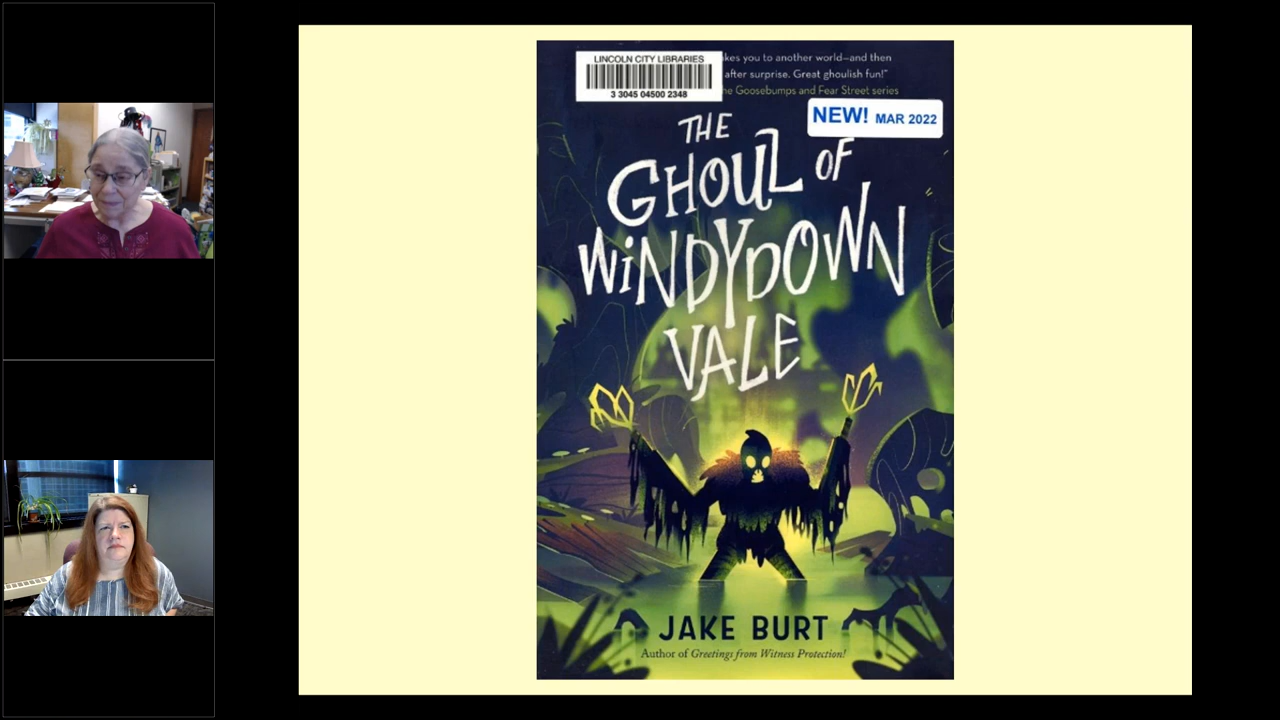 LINCOLN CITY LIBRARIES
3 3045 04500 2348
kes you to another world—and then
after surprise. Great ghoulish fun!"
he Goosebumps and Fear Street series
NEW! MAR 2022
THE
GHOUL OF
WINDYDOWN
VALE
JAKE BURT
Author of Greetings from Witness Protection!